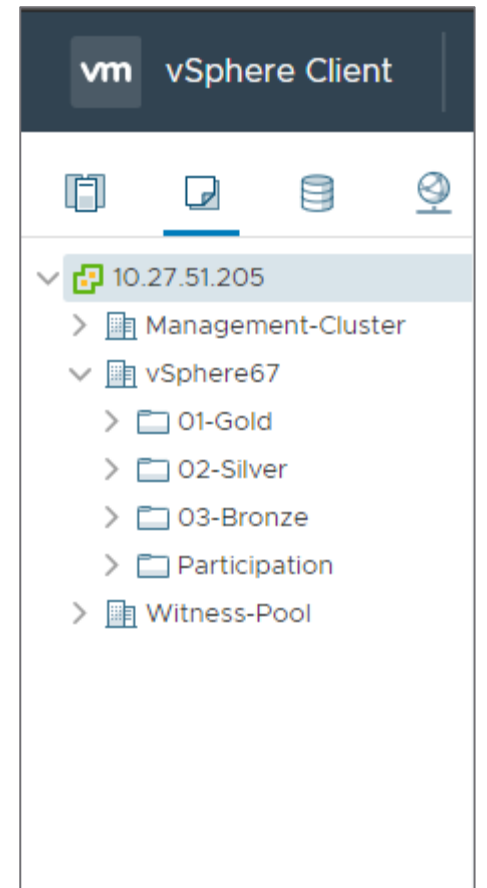 vm vSphere Client
10.27.51.205
Management-Cluster
vSphere67
01-Gold
02-Silver
03-Bronze
Participation
Witness-Pool